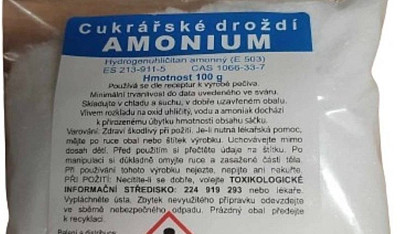 Cukrářské droždí
AMONIUM
Hydrogenuhličitan amonný (E 503)
ES 213-911-5 CAS 1066-33-7
Hmotnost 100 g
Používá se dle receptur k výrobě pečiva.
Minimální trvanlivost do data uvedeného ve sváru.
Skladujte v chladu a suchu, v dobře uzavřeném obalu.
Vlivem rozkladu na oxid uhličitý, vodu a amoniak dochází
k přirozenému úbytku hmotnosti obsahu sáčku.
Varování: Zdraví škodlivý při požití. Je-li nutná lékařská pomoc,
mějte po ruce obal nebo štítek výrobku. Uchovávejte mimo
dosah dětí. Před použitím si přečtěte údaje na štítku. Po
manipulaci si důkladně omyjte ruce a zasažené části těla.
Při používání tohoto výrobku nejezte, nepijte ani nekuřte.
PŘI POŽITÍ: Necítíte-li se dobře, volejte TOXIKOLOGICKÉ
INFORMAČNÍ STŘEDISKO: 224 919 293 nebo lékaře.
Vypláchněte ústa. Zbytek nevyužitého přípravku odevzdejte
ve sběrně nebezpečného odpadu. Prázdný obal předejte
k recyklaci.
Balení a distribuce